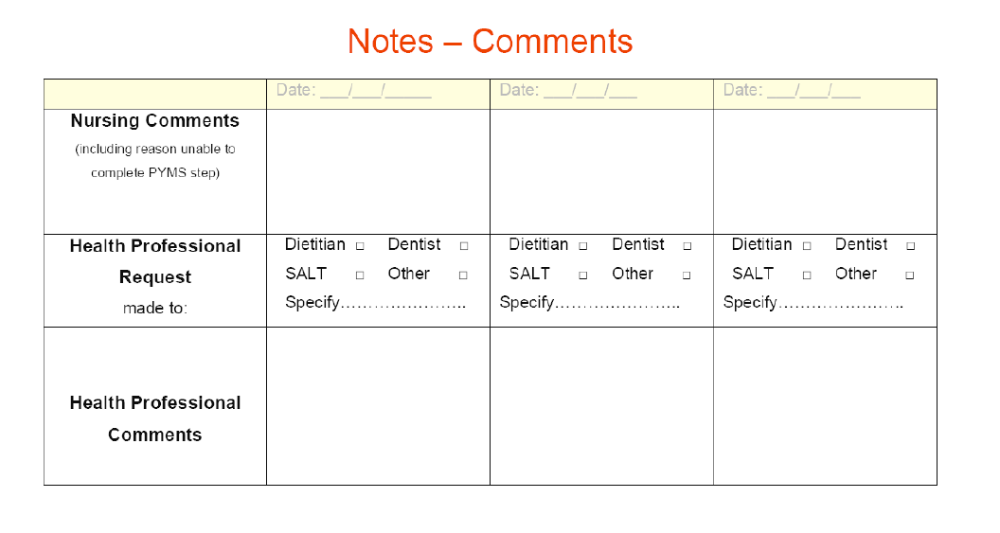 Notes – Comments
Date: ___/___/_____ Date: ___/___/___ Date: ___/___/___
Nursing Comments
(including reason unable to
complete PYMS step)
Health Professional
Request
made to:
Dietitian □ Dentist □
SALT □ Other □
Specify…………………..
Dietitian □ Dentist □
SALT □ Other □
Specify…………………..
Dietitian □ Dentist □
SALT □ Other □
Specify…………………..
Health Professional
Comments